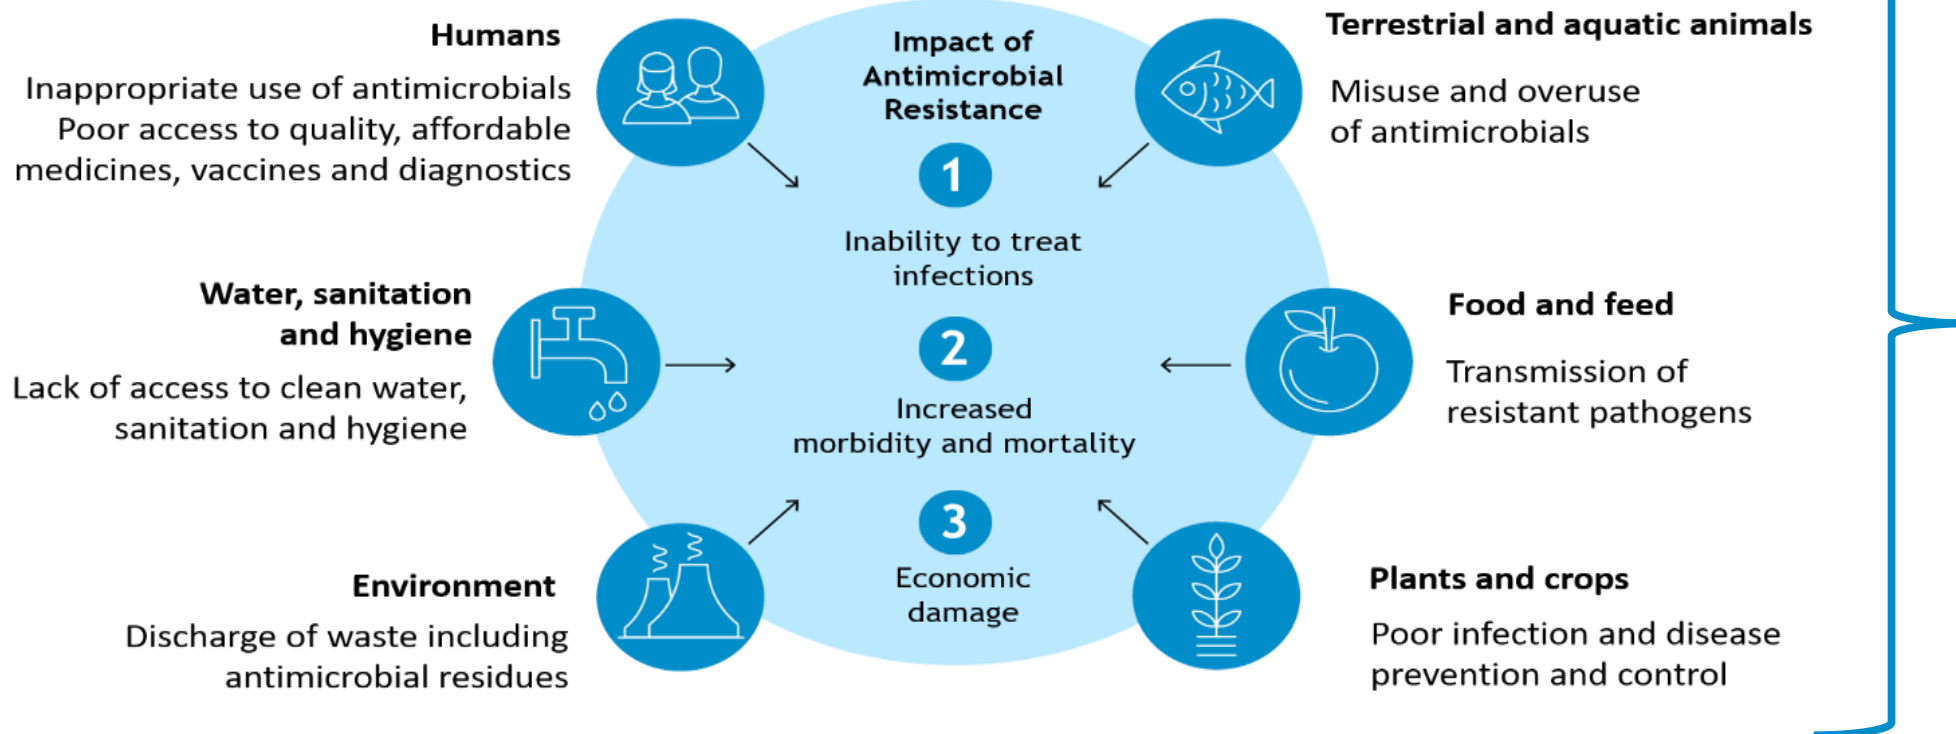 Humans
Inappropriate use of antimicrobials
Poor access to quality, affordable
medicines, vaccines and diagnostics
Water, sanitation
and hygiene
Lack of access to clean water,
sanitation and hygiene
Environment
Discharge of waste including
antimicrobial residues
Impact of
Antimicrobial
Resistance
1
Inability to treat
infections
2
Increased
morbidity and mortality
3
Economic
damage
Terrestrial and aquatic animals
Misuse and overuse
of antimicrobials
Food and feed
Transmission of
resistant pathogens
Plants and crops
Poor infection and disease
prevention and control